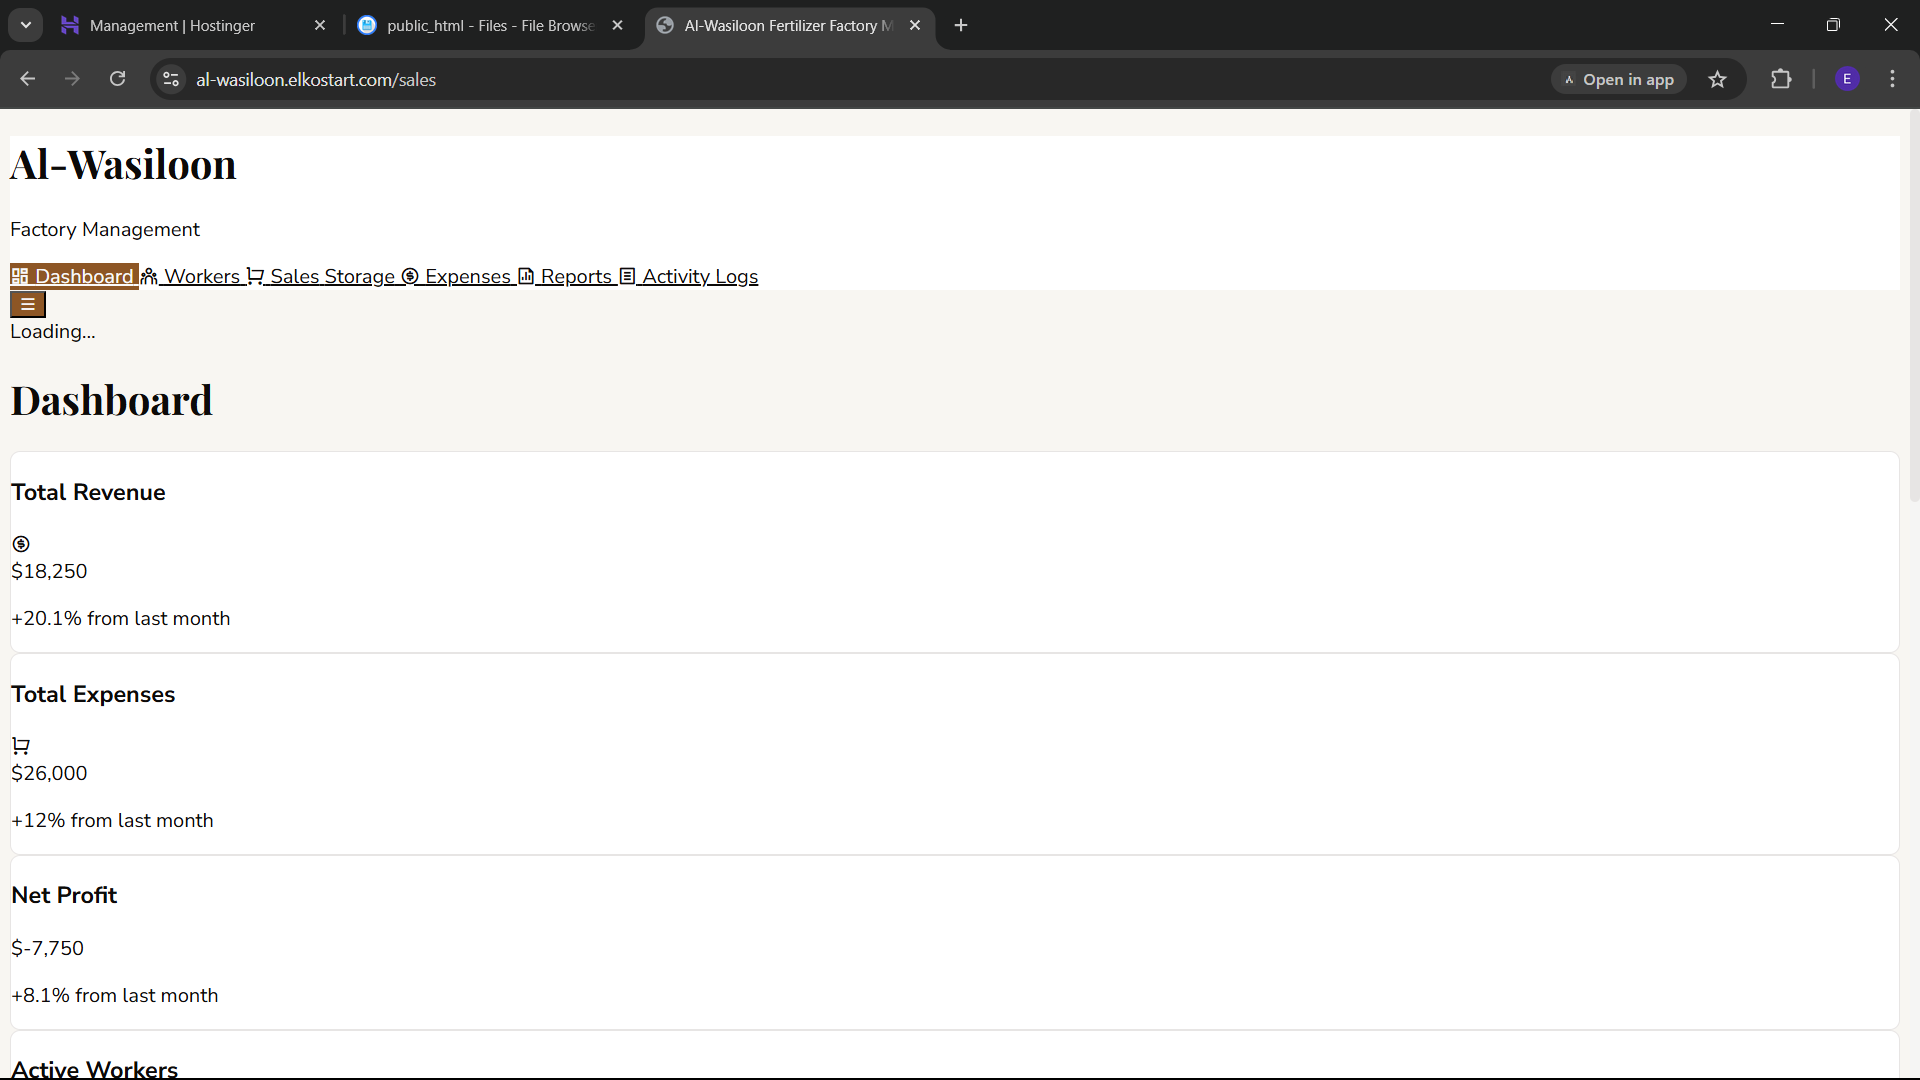 Management | Hostinger
public_html - Files - File Browse
Al-Wasiloon Fertilizer Factory M
al-wasiloon.elkostart.com/sales
Open in app
E
Al-Wasiloon
Factory Management
Dashboard Workers Sales Storage Expenses Reports Activity Logs
Loading...
Dashboard
Total Revenue
$18,250
+20.1% from last month
Total Expenses
$26,000
+12% from last month
Net Profit
$-7,750
+8.1% from last month
Active Workers